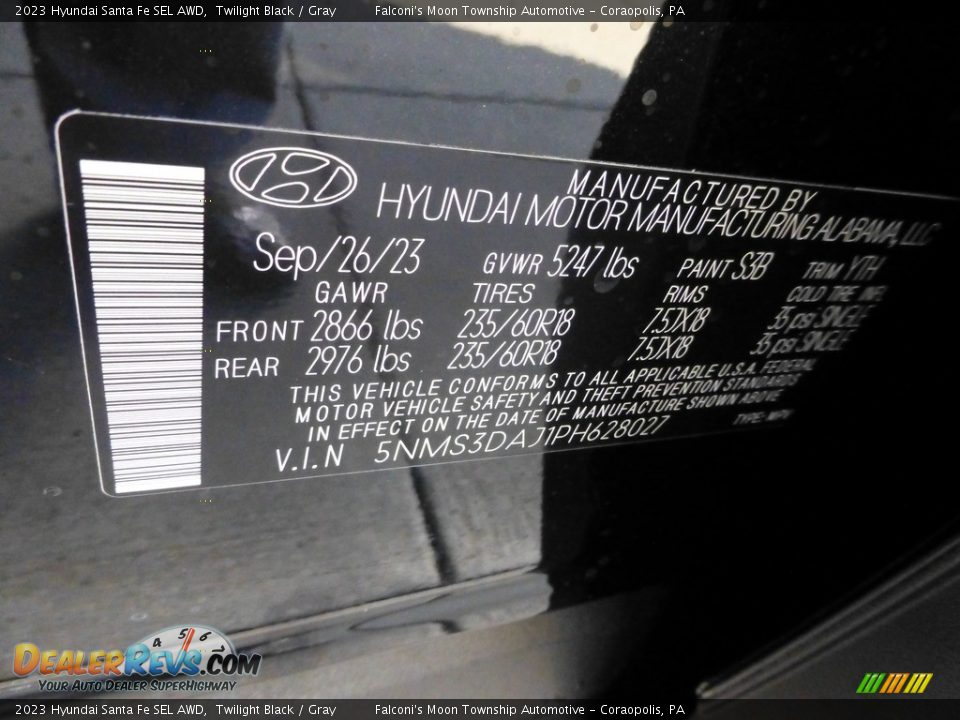 2023 Hyundai Santa Fe SEL AWD, Twilight Black / Gray Falconi's Moon Township Automotive - Coraopolis, PA
MANUFACTURED BY
HYUNDAI MOTOR MANUFACTURING ALABAMA, LLC
Sep/26/23 GVWR 5247 lbs PAINT S3B TRIM YTH
GAWR TIRES RIMS COLD TIRE INFL
FRONT 2866 lbs 235/60R18 7.5JX18 35 psi SINGLE
REAR 2976 lbs 235/60R18 7.5JX18 35 psi SINGLE
THIS VEHICLE CONFORMS TO ALL APPLICABLE U.S.A. FEDERAL
MOTOR VEHICLE SAFETY AND THEFT PREVENTION STANDARDS
IN EFFECT ON THE DATE OF MANUFACTURE SHOWN ABOVE
V.I.N 5NMS3DAJ1PH628027 TYPE: MPV
4 5 6 7
DEALERREVS.COM
YOUR AUTO DEALER SUPERHIGHWAY
2023 Hyundai Santa Fe SEL AWD, Twilight Black / Gray Falconi's Moon Township Automotive - Coraopolis, PA